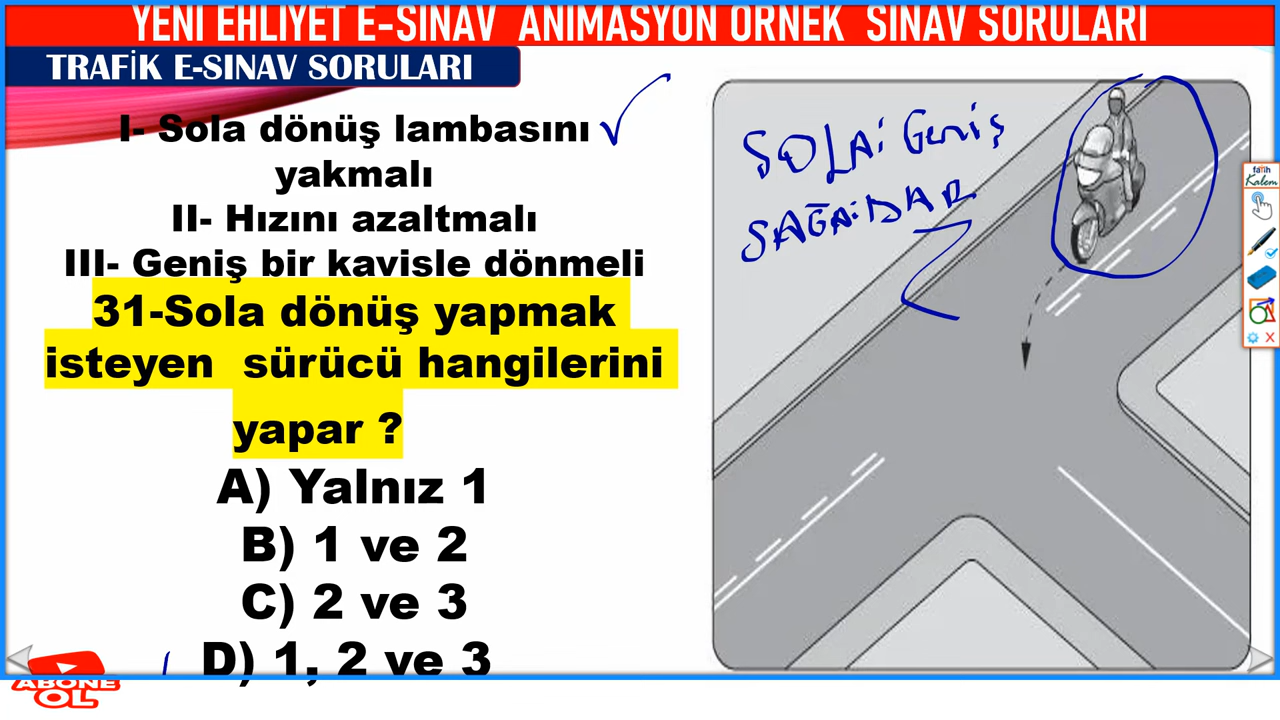 YENİ EHLİYET E-SINAV ANIMASYON ÖRNEK SINAV SORULARI
TRAFİK E-SINAV SORULARI
I- Sola dönüş lambasını
yakmalı
II- Hızını azaltmalı
III- Geniş bir kavisle dönmeli
31-Sola dönüş yapmak
isteyen sürücü hangilerini
yapar ?
A) Yalnız 1
B) 1 ve 2
C) 2 ve 3
D) 1, 2 ve 3
SOLA: Geniş
SAĞA: DAR
fatih
Kalem
ABONE
OL